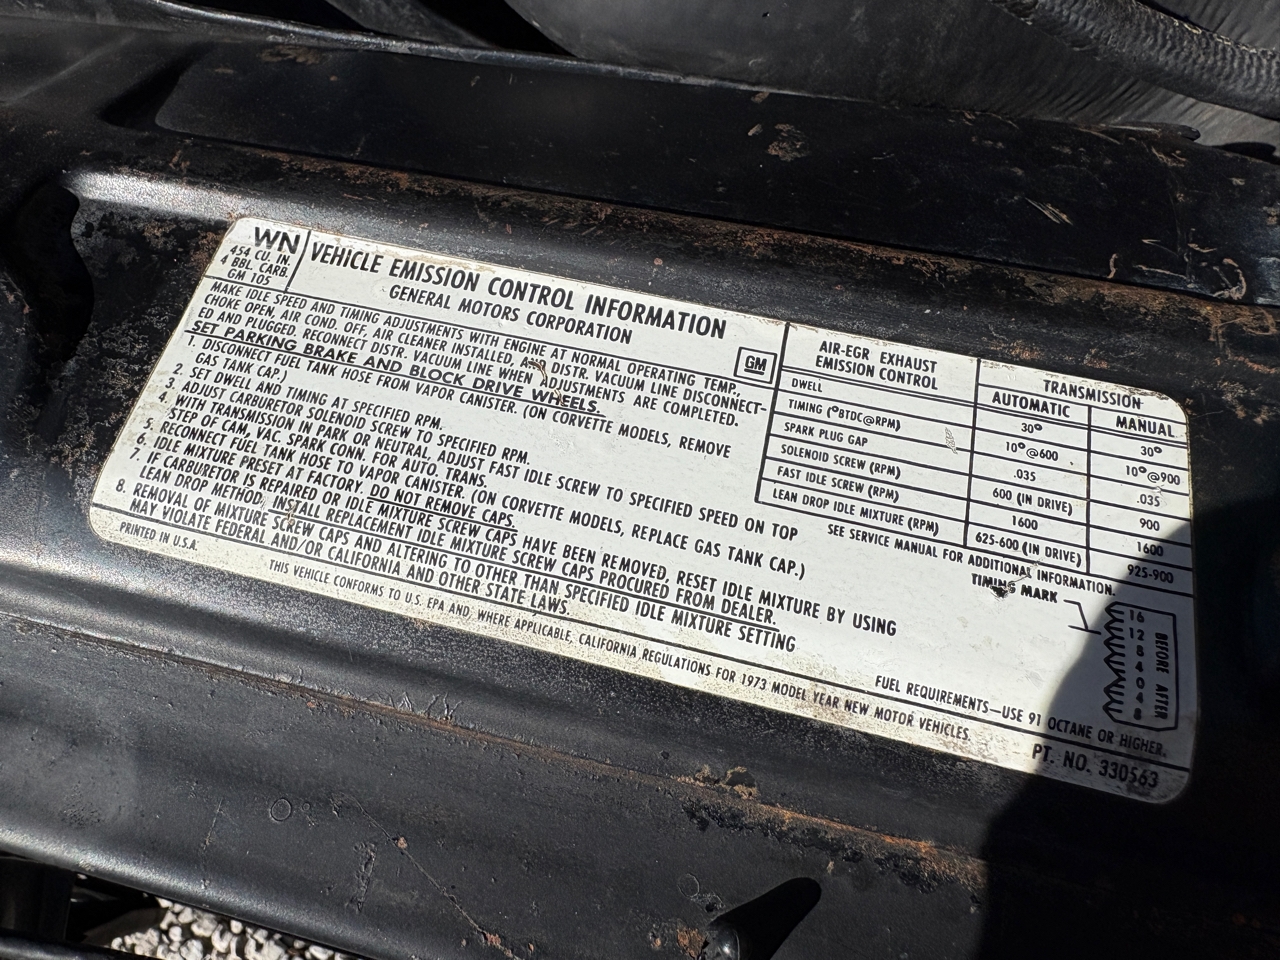 WN
454 CU. IN.
4 BBL. CARB.
GM 105
VEHICLE EMISSION CONTROL INFORMATION
GENERAL MOTORS CORPORATION
GM
MAKE IDLE SPEED AND TIMING ADJUSTMENTS WITH ENGINE AT NORMAL OPERATING TEMP.,
CHOKE OPEN, AIR COND. OFF, AIR CLEANER INSTALLED, AND DISTR. VACUUM LINE DISCONNECT-
ED AND PLUGGED. RECONNECT DISTR. VACUUM LINE WHEN ADJUSTMENTS ARE COMPLETED.
SET PARKING BRAKE AND BLOCK DRIVE WHEELS.
1. DISCONNECT FUEL TANK HOSE FROM VAPOR CANISTER. (ON CORVETTE MODELS, REMOVE
GAS TANK CAP.)
2. SET DWELL AND TIMING AT SPECIFIED RPM.
3. ADJUST CARBURETOR SOLENOID SCREW TO SPECIFIED RPM.
4. WITH TRANSMISSION IN PARK OR NEUTRAL, ADJUST FAST IDLE SCREW TO SPECIFIED SPEED ON TOP
STEP OF CAM, VAC. SPARK CONN. FOR AUTO. TRANS.
5. RECONNECT FUEL TANK HOSE TO VAPOR CANISTER. (ON CORVETTE MODELS, REPLACE GAS TANK CAP.)
6. IDLE MIXTURE PRESET AT FACTORY. DO NOT REMOVE CAPS.
7. IF CARBURETOR IS REPAIRED OR IDLE MIXTURE SCREW CAPS HAVE BEEN REMOVED, RESET IDLE MIXTURE BY USING
LEAN DROP METHOD. INSTALL REPLACEMENT IDLE MIXTURE SCREW CAPS PROCURED FROM DEALER.
8. REMOVAL OF MIXTURE SCREW CAPS AND ALTERING TO OTHER THAN SPECIFIED IDLE MIXTURE SETTING
MAY VIOLATE FEDERAL AND/OR CALIFORNIA AND OTHER STATE LAWS.
PRINTED IN U.S.A.
THIS VEHICLE CONFORMS TO U.S. EPA AND, WHERE APPLICABLE, CALIFORNIA REGULATIONS FOR 1973 MODEL YEAR NEW MOTOR VEHICLES.
AIR-EGR EXHAUST
EMISSION CONTROL
TRANSMISSION
AUTOMATIC MANUAL
DWELL 30° 30°
TIMING (°BTDC@RPM) 10°@600 10°@900
SPARK PLUG GAP .035 .035
SOLENOID SCREW (RPM) 600 (IN DRIVE) 900
FAST IDLE SCREW (RPM) 1600 1600
LEAN DROP IDLE MIXTURE (RPM) 625-600 (IN DRIVE) 925-900
SEE SERVICE MANUAL FOR ADDITIONAL INFORMATION.
TIMING MARK
16
12
8
4
0
4
8
BEFORE AFTER
FUEL REQUIREMENTS—USE 91 OCTANE OR HIGHER.
PT. NO. 330563